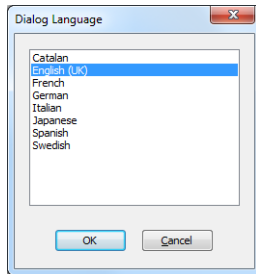 Dialog Language
Catalan
English (UK)
French
German
Italian
Japanese
Spanish
Swedish
OK
Cancel